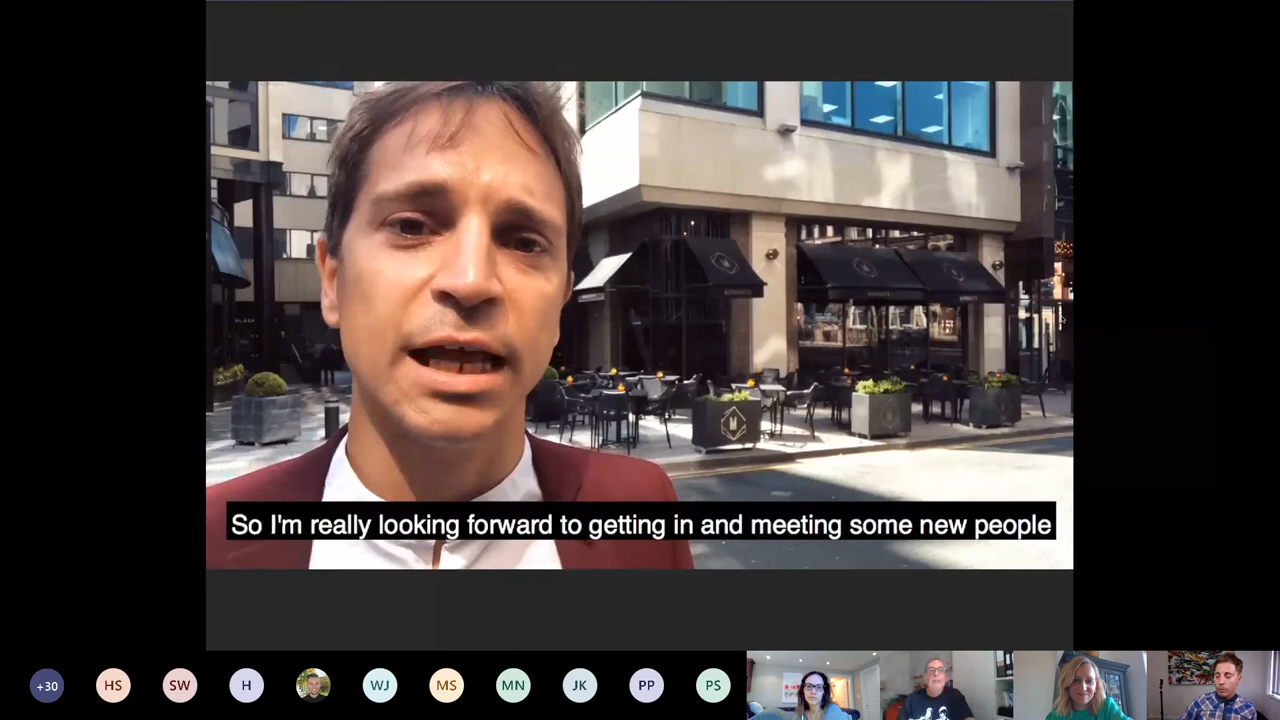 M
So I'm really looking forward to getting in and meeting some new people
+30
HS
SW
H
WJ
MS
MN
JK
PP
PS